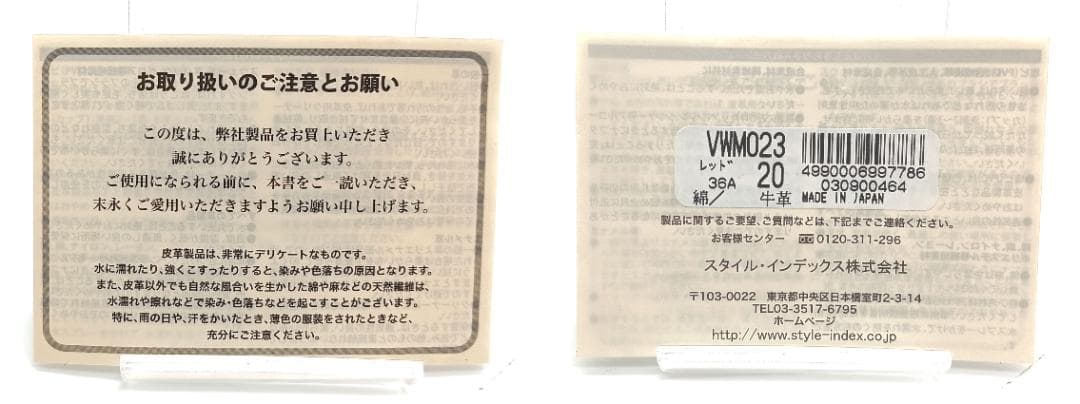 お取り扱いのご注意とお願い
この度は、弊社製品をお買上いただき
誠にありがとうございます。
ご使用になられる前に、本書をご一読いただき、
末永くご愛用いただきますようお願い申し上げます。
皮革製品は、非常にデリケートなものです。
水に濡れたり、強くこすったりすると、染みや色落ちの原因となります。
また、皮革以外でも自然な風合いを生かした綿や麻などの天然繊維は、
水濡れや擦れなどで染み・色落ちなどを起こすことがございます。
特に、雨の日や、汗をかいたとき、薄色の服装をされたときなど、
充分にご注意ください。
VWM023
レッド 36A 20
綿/ 牛革
4990006997786
030900464
MADE IN JAPAN
製品に関するご要望、ご質問などは、下記までご連絡ください。
お客様センター 0120-311-296
スタイル・インデックス株式会社
〒103-0022 東京都中央区日本橋室町2-3-14
TEL03-3517-6795
ホームページ
http://www.style-index.co.jp